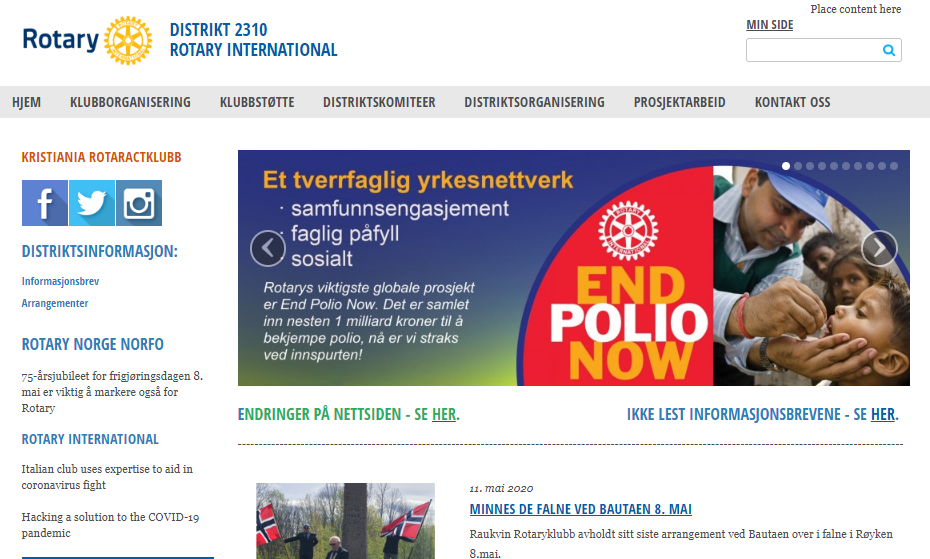 Place content here
Rotary
DISTRIKT 2310
ROTARY INTERNATIONAL
MIN SIDE
HJEM KLUBBORGANISERING KLUBBSTØTTE DISTRIKTSKOMITEER DISTRIKTSORGANISERING PROSJEKTARBEID KONTAKT OSS
KRISTIANIA ROTARACTKLUBB
DISTRIKTSINFORMASJON:
Informasjonsbrev
Arrangementer
ROTARY NORGE NORFO
75-årsjubileet for frigjøringsdagen 8.
mai er viktig å markere også for
Rotary
ROTARY INTERNATIONAL
Italian club uses expertise to aid in
coronavirus fight
Hacking a solution to the COVID-19
pandemic
Et tverrfaglig yrkesnettverk
· samfunnsengasjement
· faglig påfyll
· sosialt
Rotarys viktigste globale prosjekt
er End Polio Now. Det er samlet
inn nesten 1 milliard kroner til å
bekjempe polio, nå er vi straks
ved innspurten!
ROTARY
INTERNATIONAL
END
POLIO
NOW
ENDRINGER PÅ NETTSIDEN - SE HER.
IKKE LEST INFORMASJONSBREVENE - SE HER.
11. mai 2020
MINNES DE FALNE VED BAUTAEN 8. MAI
Raukvin Rotaryklubb avholdt sitt siste arrangement ved Bautaen over i falne i Røyken
8.mai.